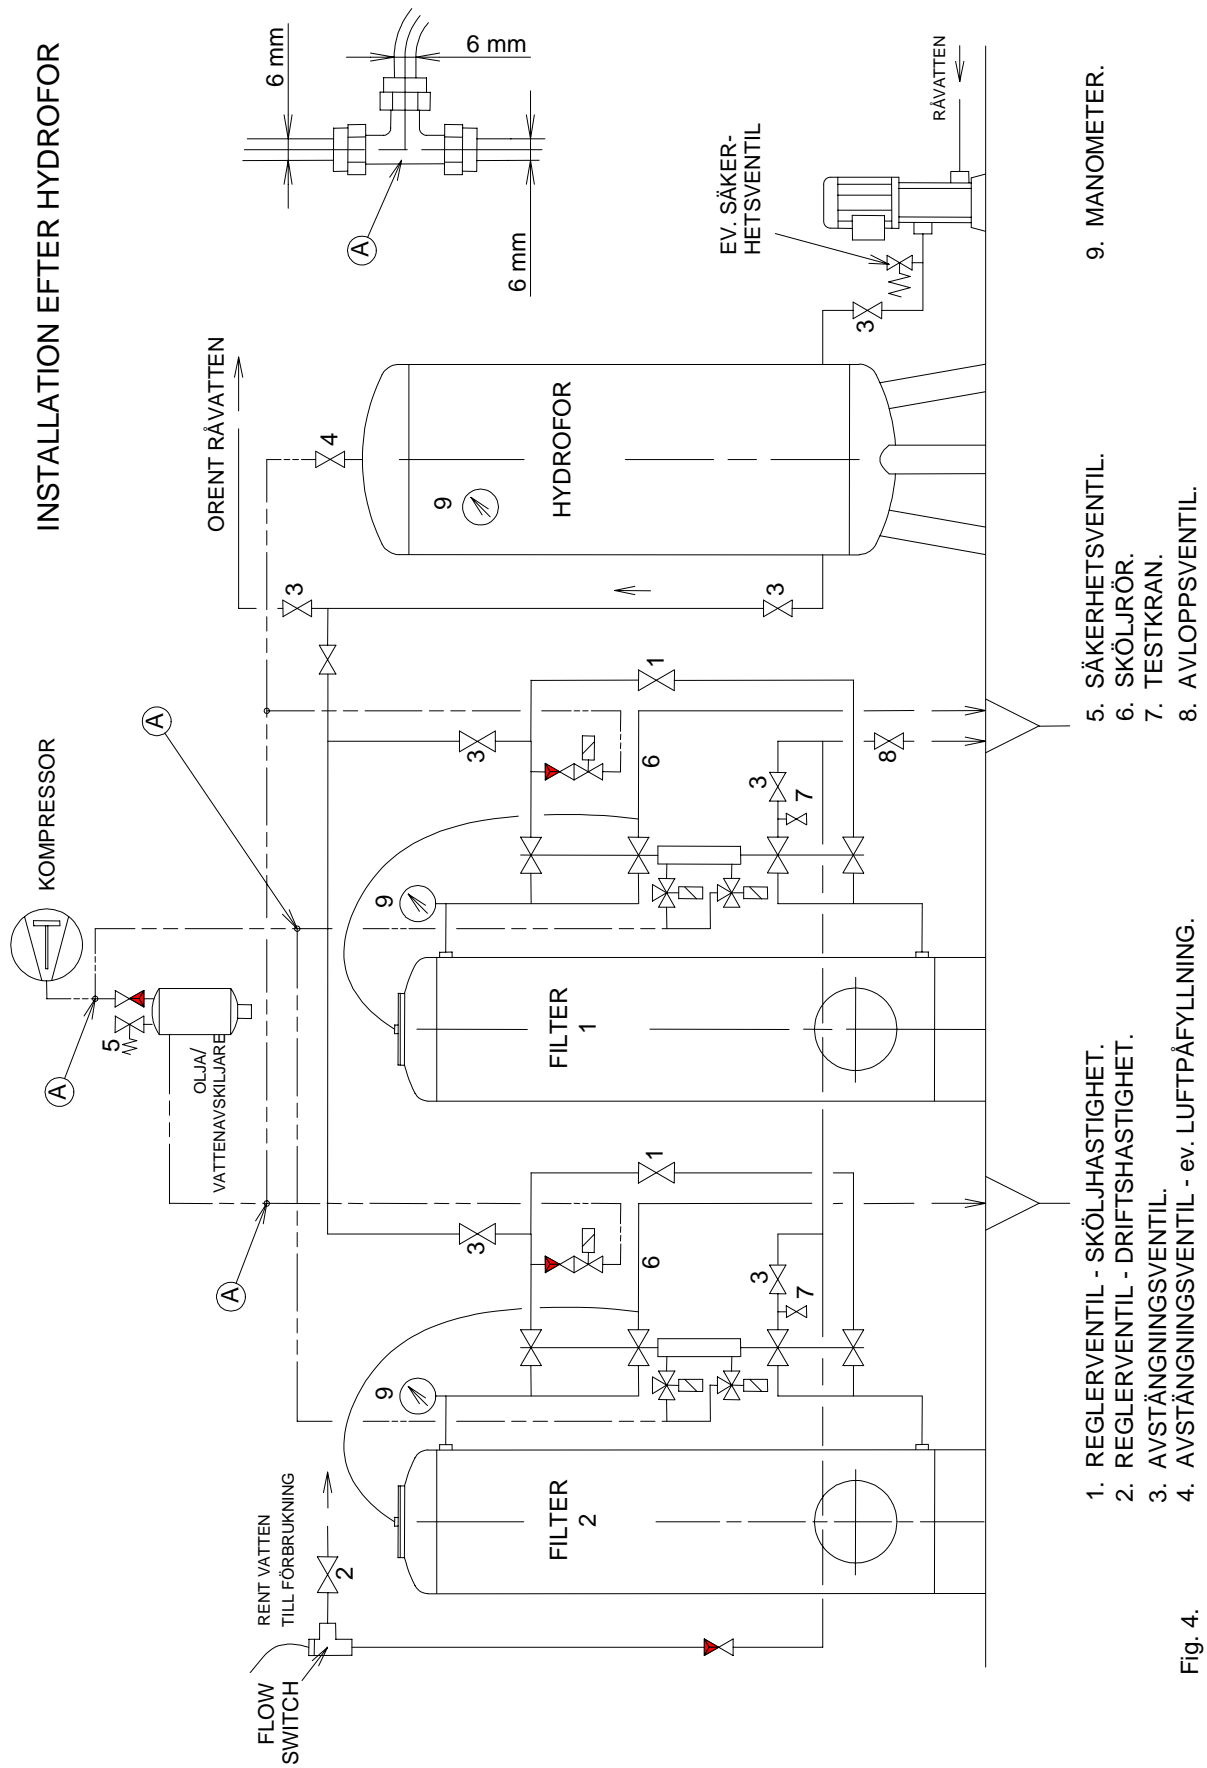 INSTALLATION EFTER HYDROFOR
6 mm
6 mm
6 mm
A
KOMPRESSOR
A
A
A
5
OLJA/
VATTENAVSKILJARE
ORENT RÅVATTEN
4
3
3
3
9
HYDROFOR
EV. SÄKER-
HETSVENTIL
RÅVATTEN
FLOW
SWITCH
RENT VATTEN
TILL FÖRBRUKNING
2
9
FILTER
2
3
6
1
3
7
9
FILTER
1
3
6
1
3
7
8
1. REGLERVENTIL - SKÖLJHASTIGHET.
2. REGLERVENTIL - DRIFTSHASTIGHET.
3. AVSTÄNGNINGSVENTIL.
4. AVSTÄNGNINGSVENTIL - ev. LUFTPÅFYLLNING.
5. SÄKERHETSVENTIL.
6. SKÖLJRÖR.
7. TESTKRAN.
8. AVLOPPSVENTIL.
9. MANOMETER.
Fig. 4.